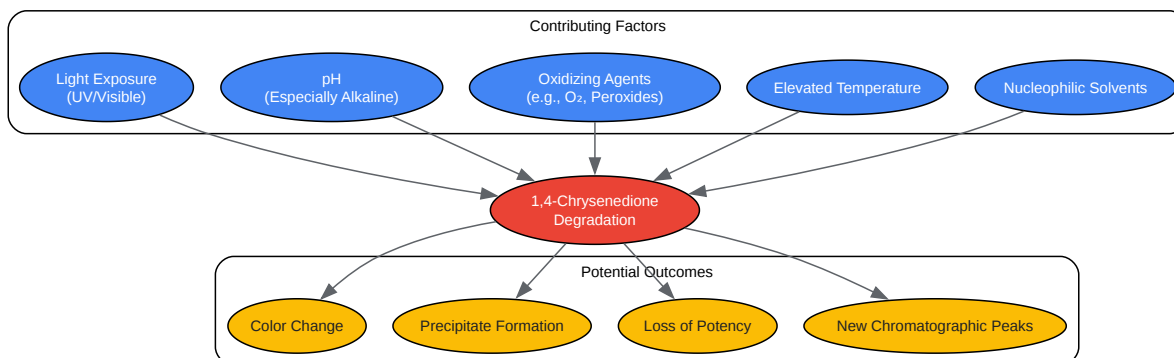 Contributing Factors
Light Exposure
(UV/Visible)
pH
(Especially Alkaline)
Oxidizing Agents
(e.g., O₂, Peroxides)
Elevated Temperature
Nucleophilic Solvents
1,4-Chrysenedione
Degradation
Potential Outcomes
Color Change
Precipitate Formation
Loss of Potency
New Chromatographic Peaks